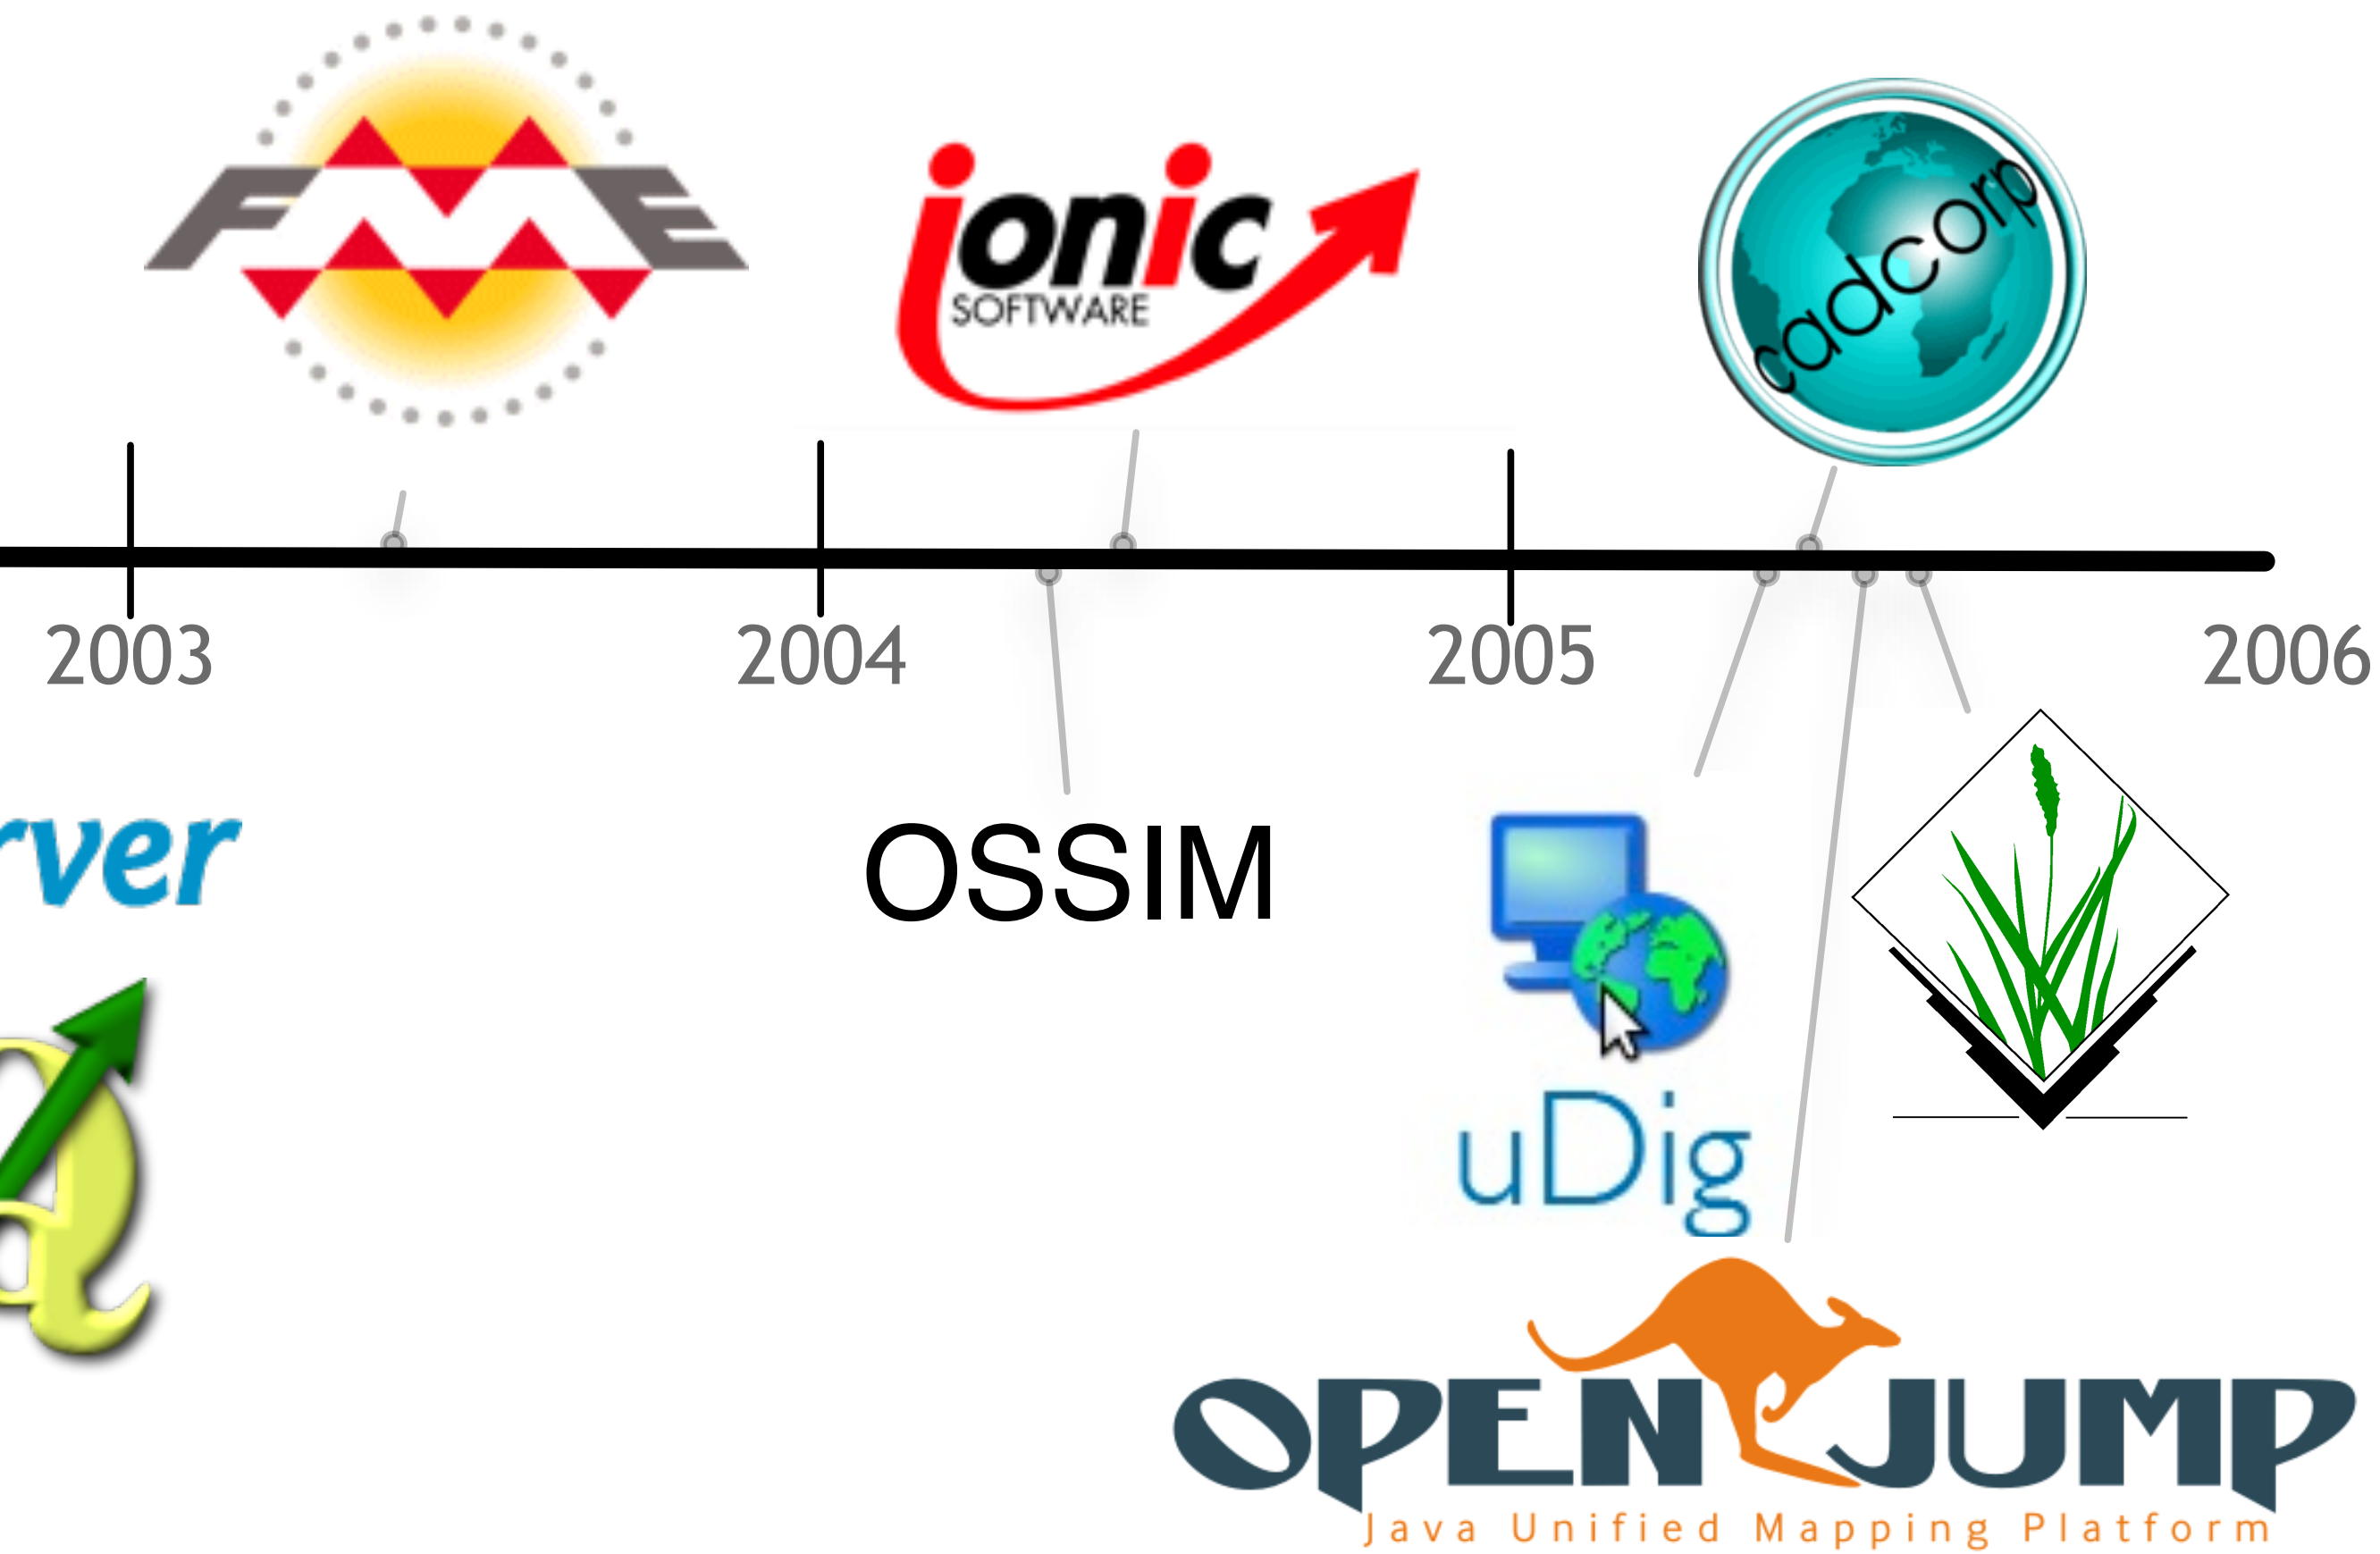 FME
ionic
SOFTWARE
cadcorp
2003
2004
2005
2006
rver
OSSIM
uDig
OPEN JUMP
Java Unified Mapping Platform